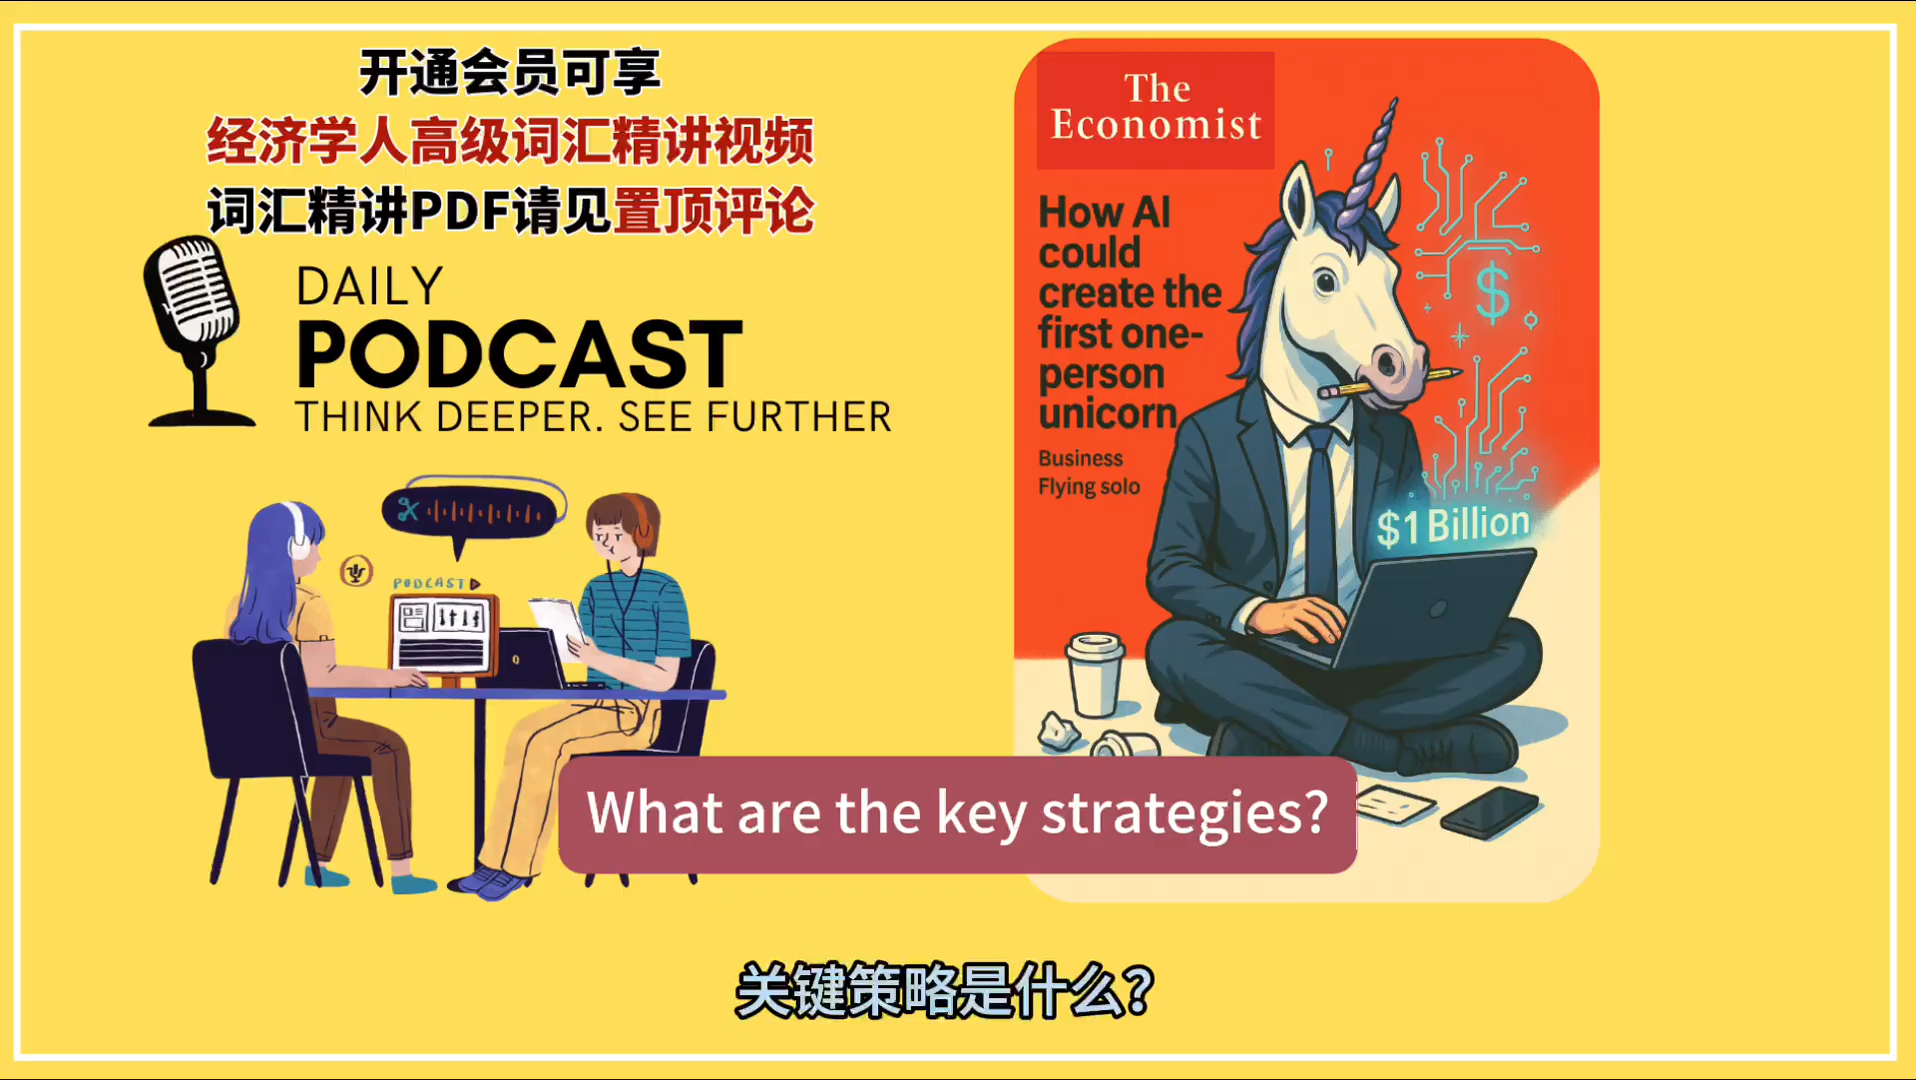 开通会员可享
经济学人高级词汇精讲视频
词汇精讲PDF请见置顶评论
DAILY
PODCAST
THINK DEEPER. SEE FURTHER
PODCAST
The
Economist
How AI
could
create the
first one-
person
unicorn
Business
Flying solo
$
$1 Billion
What are the key strategies?
关键策略是什么?